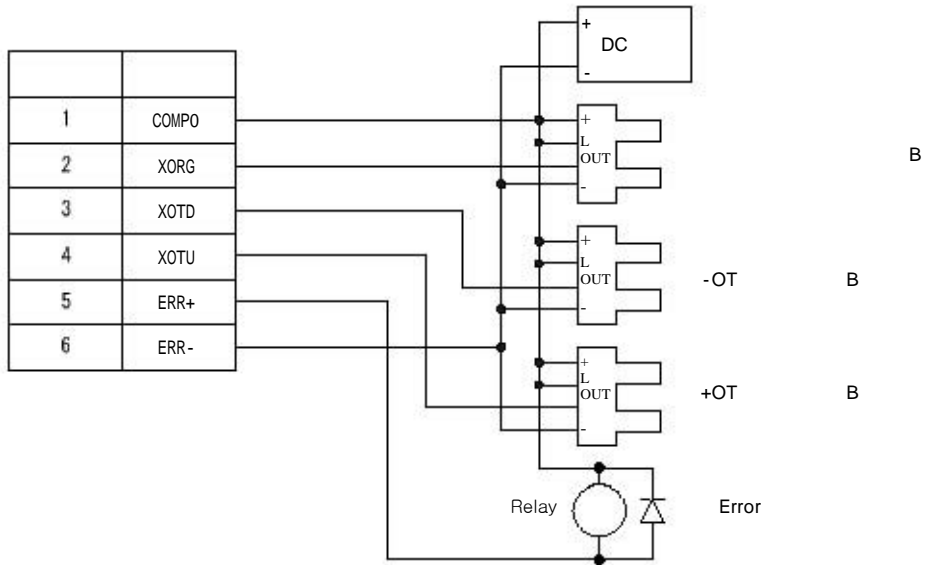 +
DC
-
1 COMPO
2 XORG
3 XOTD
4 XOTU
5 ERR+
6 ERR-
+
L
OUT
-
B
+
L
OUT
-
-OT B
+
L
OUT
-
+OT B
Relay Error